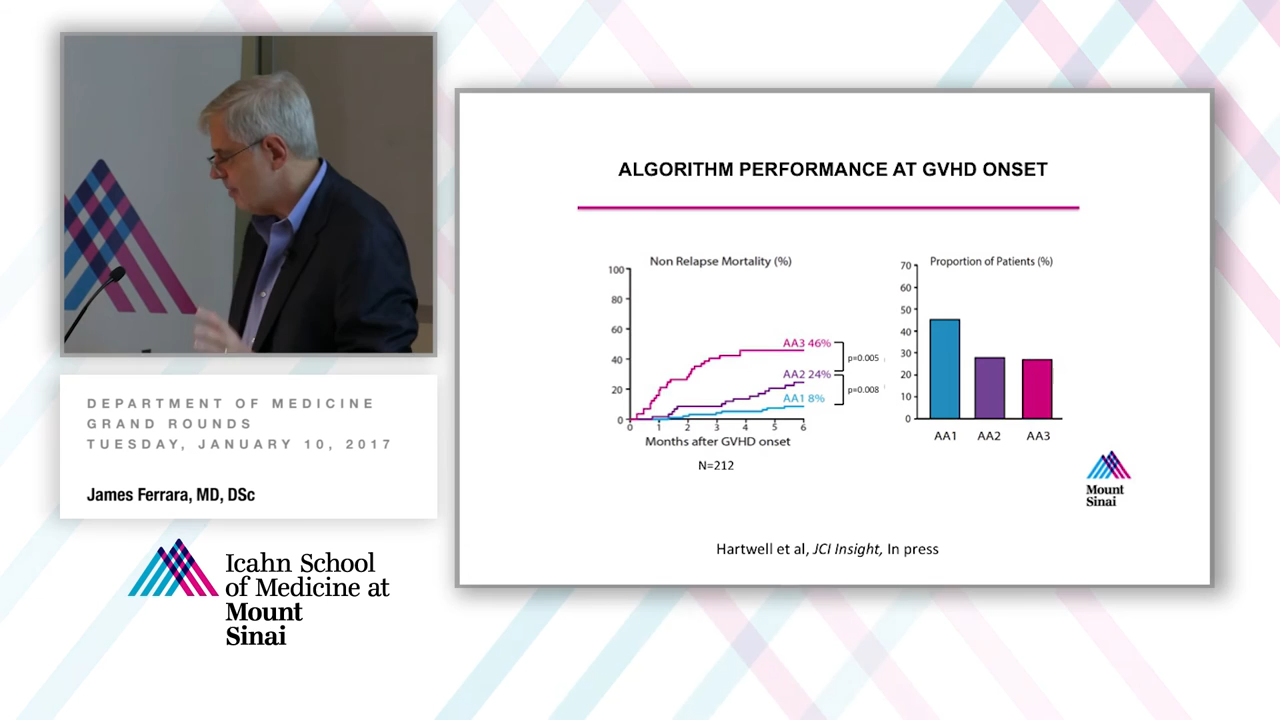 DEPARTMENT OF MEDICINE
GRAND ROUNDS
TUESDAY, JANUARY 10, 2017
James Ferrara, MD, DSc
Icahn School
of Medicine at
Mount
Sinai
ALGORITHM PERFORMANCE AT GVHD ONSET
Non Relapse Mortality (%)
100
80
60
40
20
0
0 1 2 3 4 5 6
AA3 46%
AA2 24%
AA1 8%
p=0.005
p=0.008
Months after GVHD onset
N=212
Proportion of Patients (%)
70
60
50
40
30
20
10
0
AA1 AA2 AA3
Mount
Sinai
Hartwell et al, JCI Insight, In press